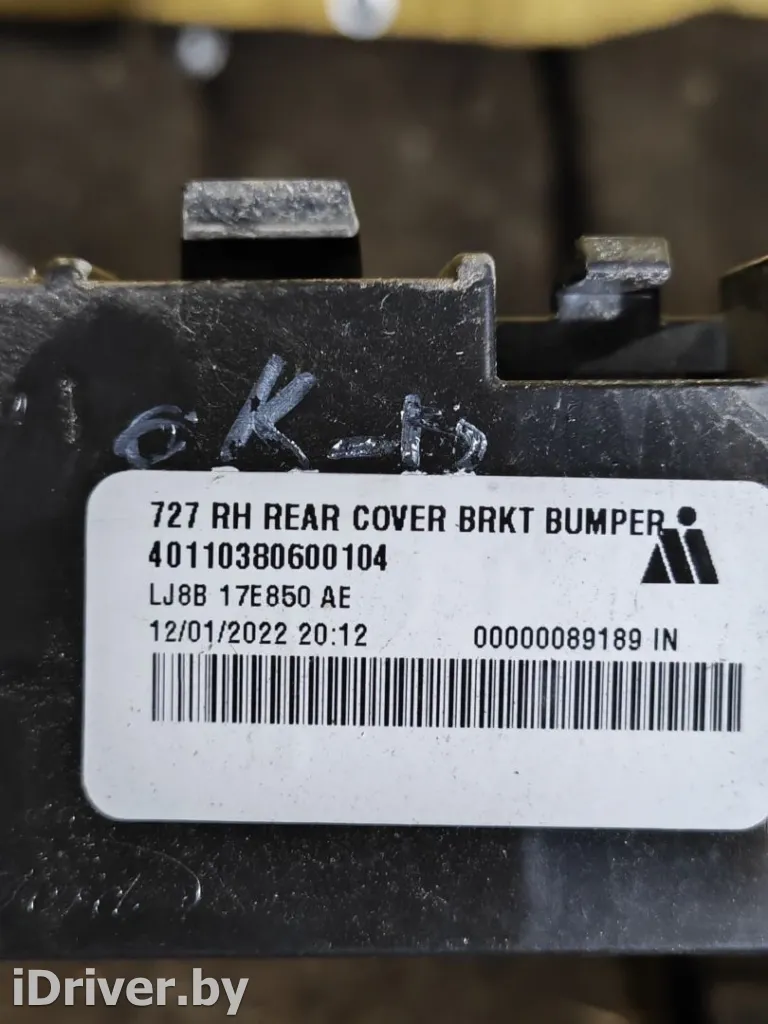 OK-D
727 RH REAR COVER BRKT BUMPER
40110380600104
LJ8B 17E850 AE
12/01/2022 20:12 00000089189 IN
iDriver.by